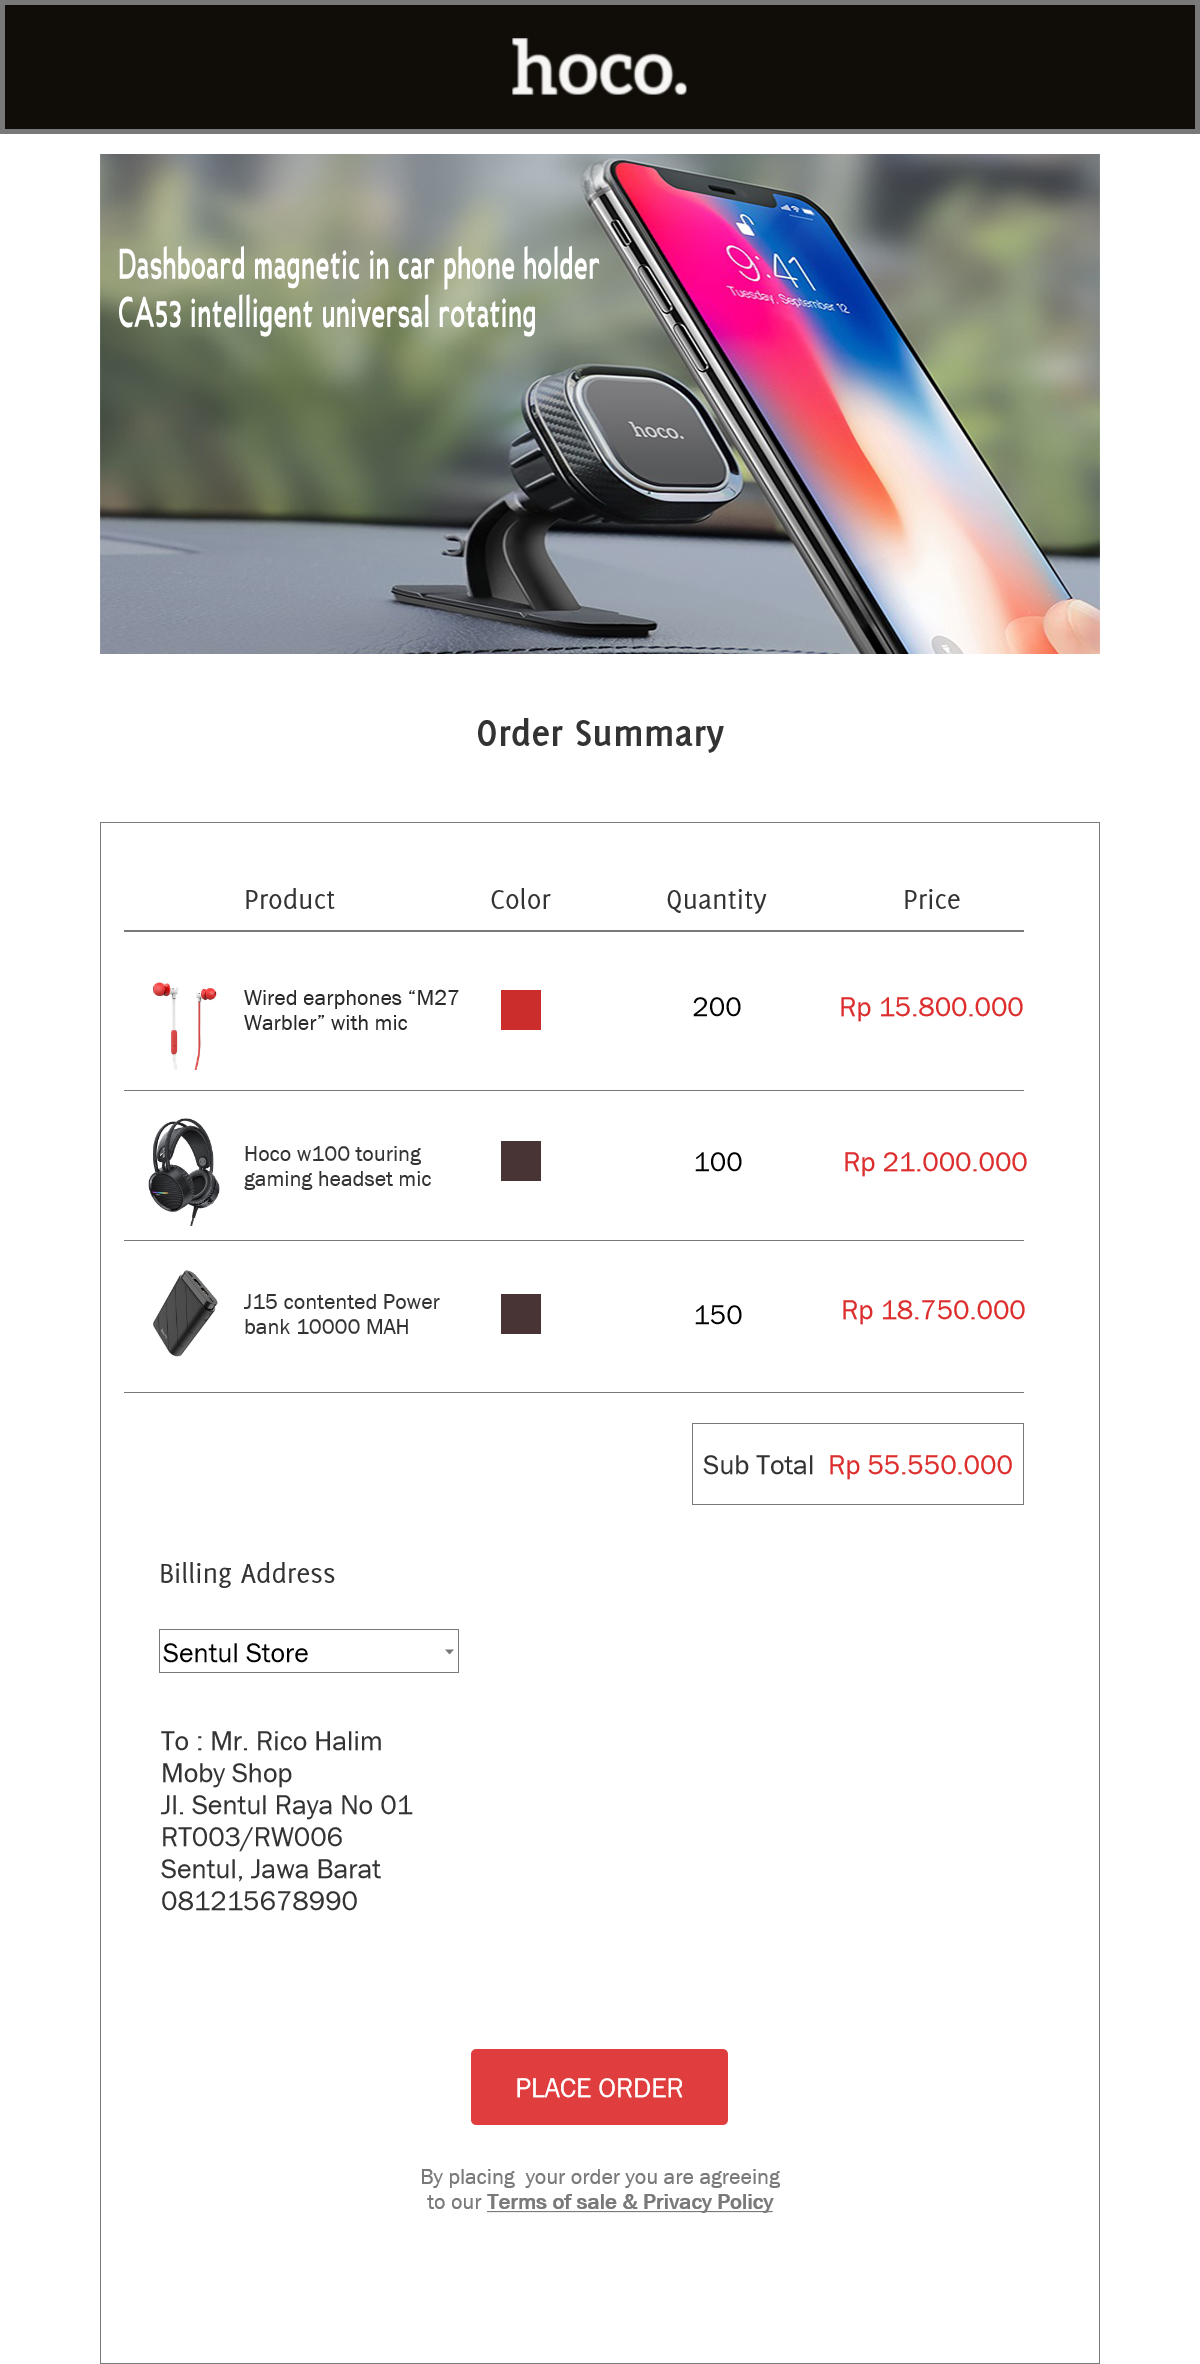 hoco.
Dashboard magnetic in car phone holder
CA53 intelligent universal rotating
9:41
Tuesday, September 12
hoco.
Order Summary
Product Color Quantity Price
Wired earphones “M27
Warbler” with mic
200 Rp 15.800.000
Hoco w100 touring
gaming headset mic
100 Rp 21.000.000
J15 contented Power
bank 10000 MAH
150 Rp 18.750.000
Sub Total Rp 55.550.000
Billing Address
Sentul Store
To : Mr. Rico Halim
Moby Shop
Jl. Sentul Raya No 01
RT003/RW006
Sentul, Jawa Barat
081215678990
PLACE ORDER
By placing  your order you are agreeing
to our Terms of sale & Privacy Policy